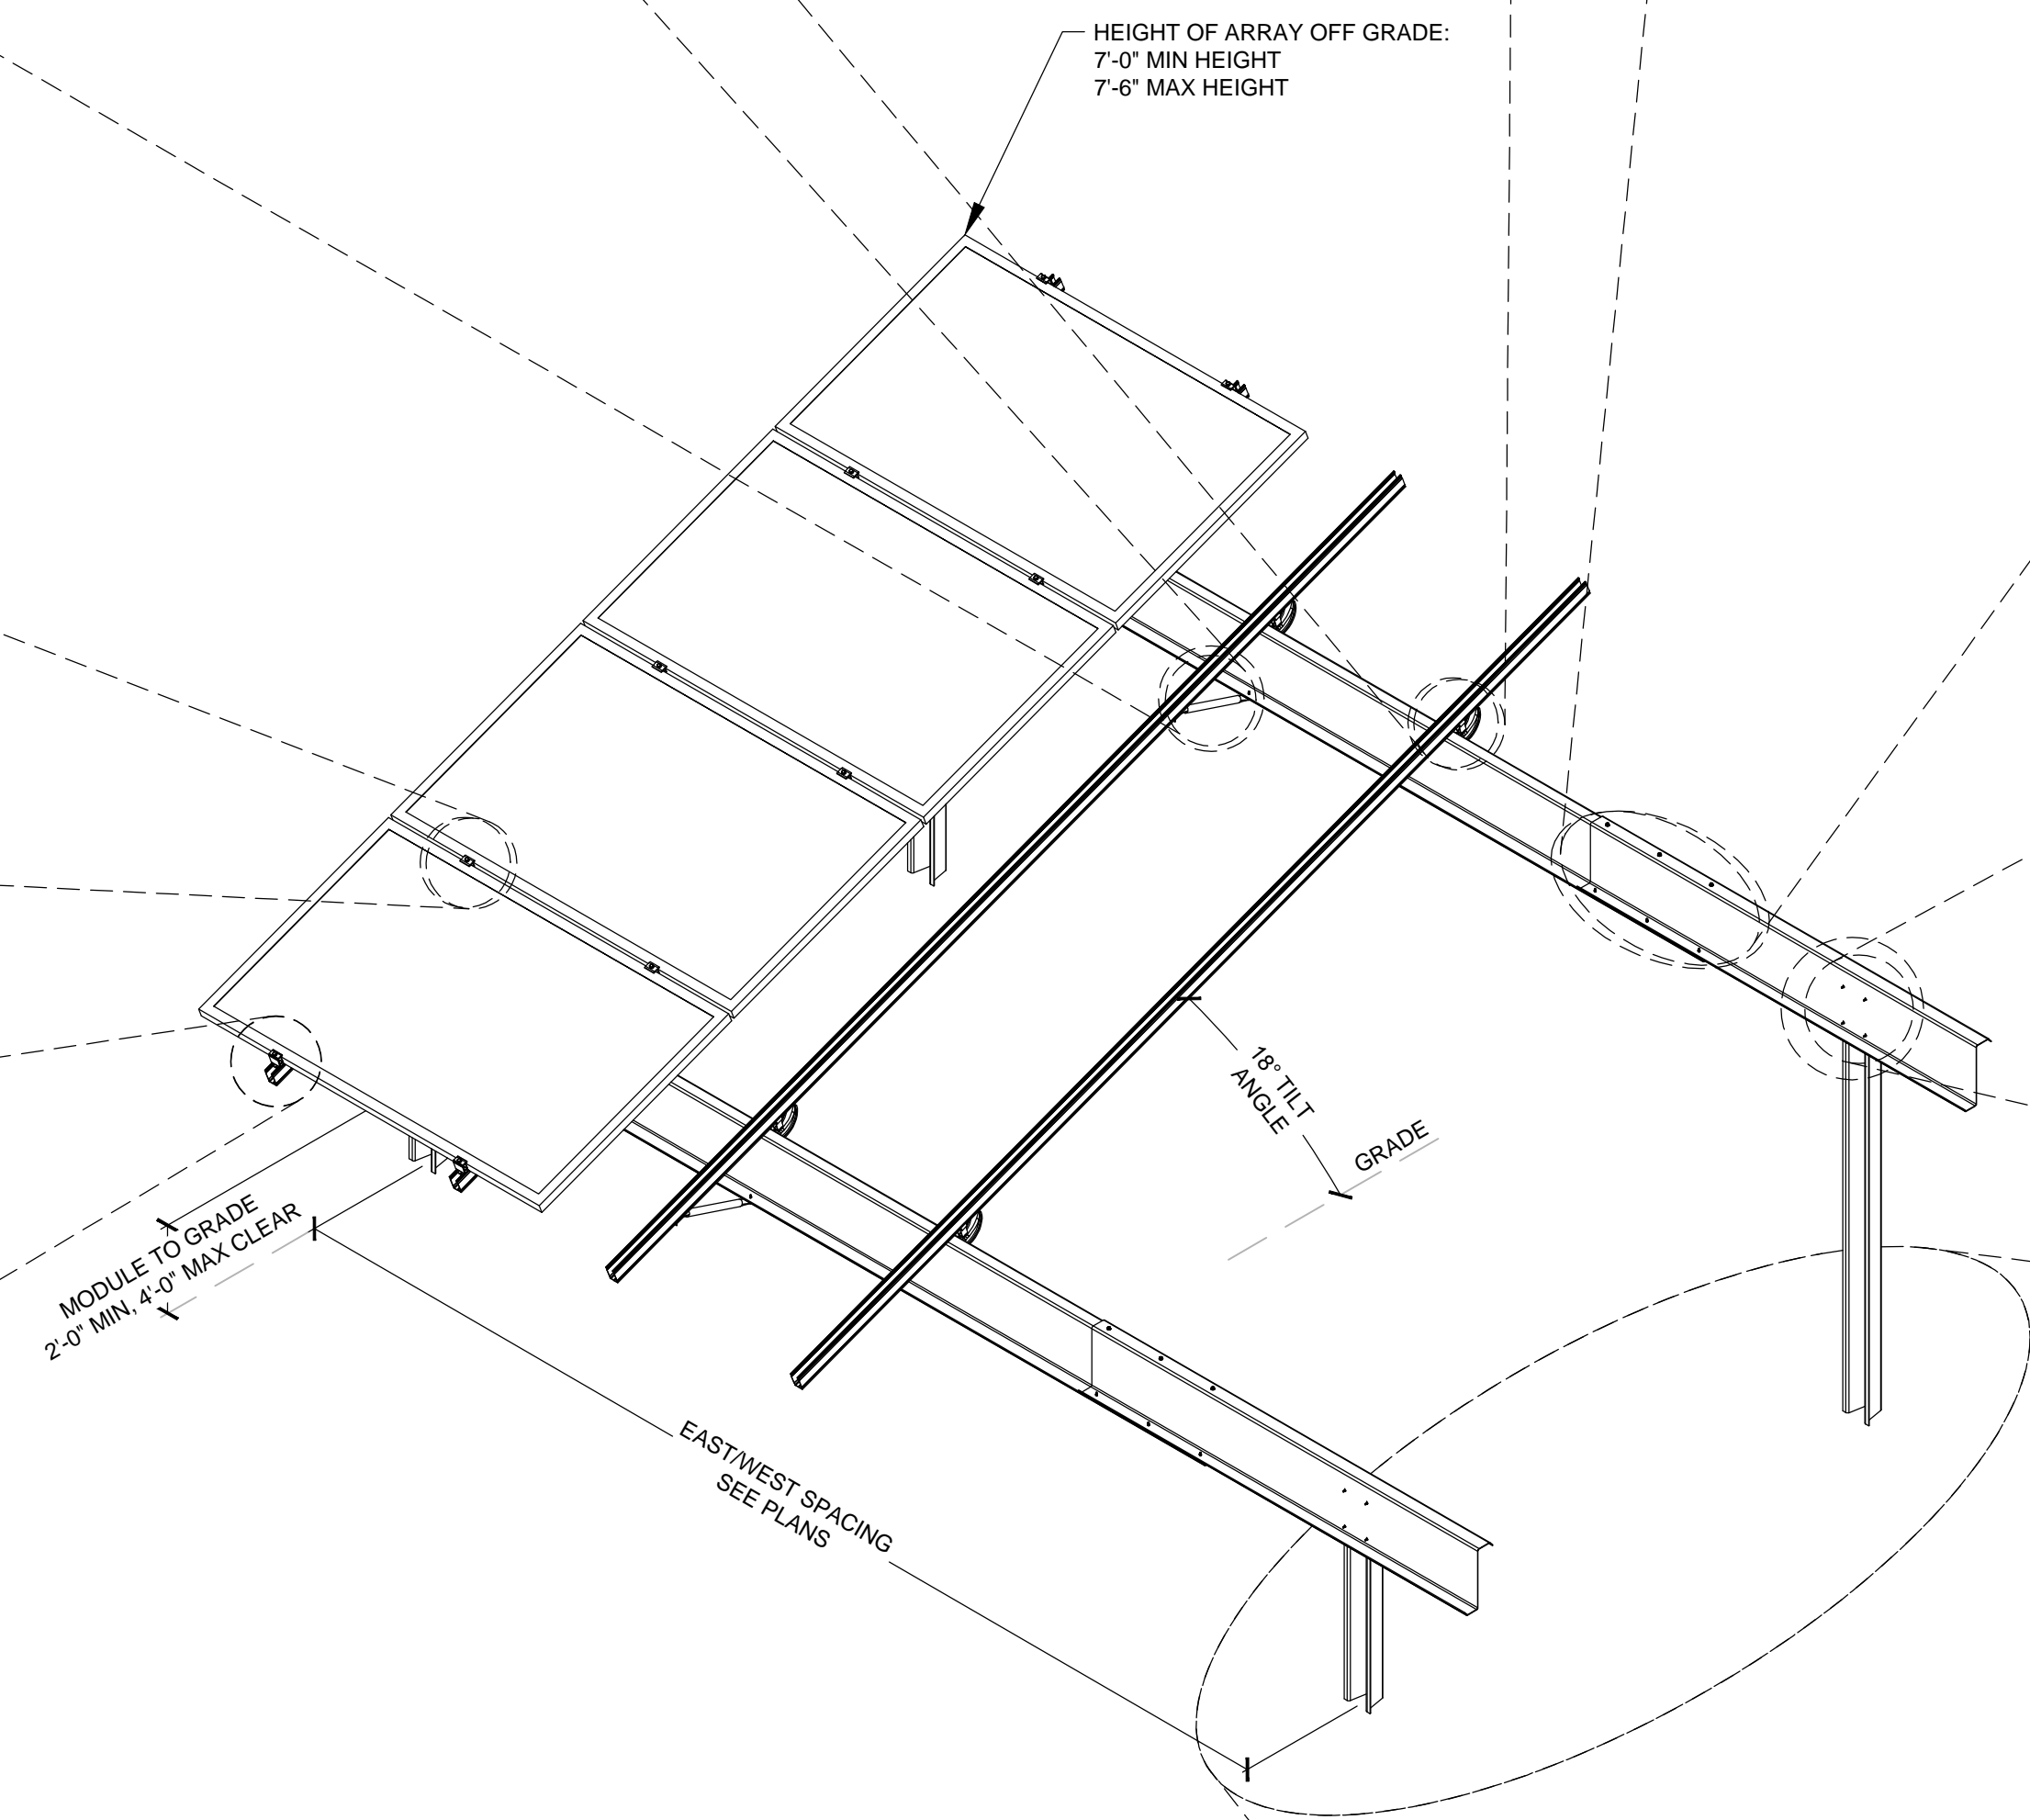 HEIGHT OF ARRAY OFF GRADE:
7'-0" MIN HEIGHT
7'-6" MAX HEIGHT
18° TILT
ANGLE
GRADE
MODULE TO GRADE
2'-0" MIN, 4'-0" MAX CLEAR
EAST/WEST SPACING
SEE PLANS